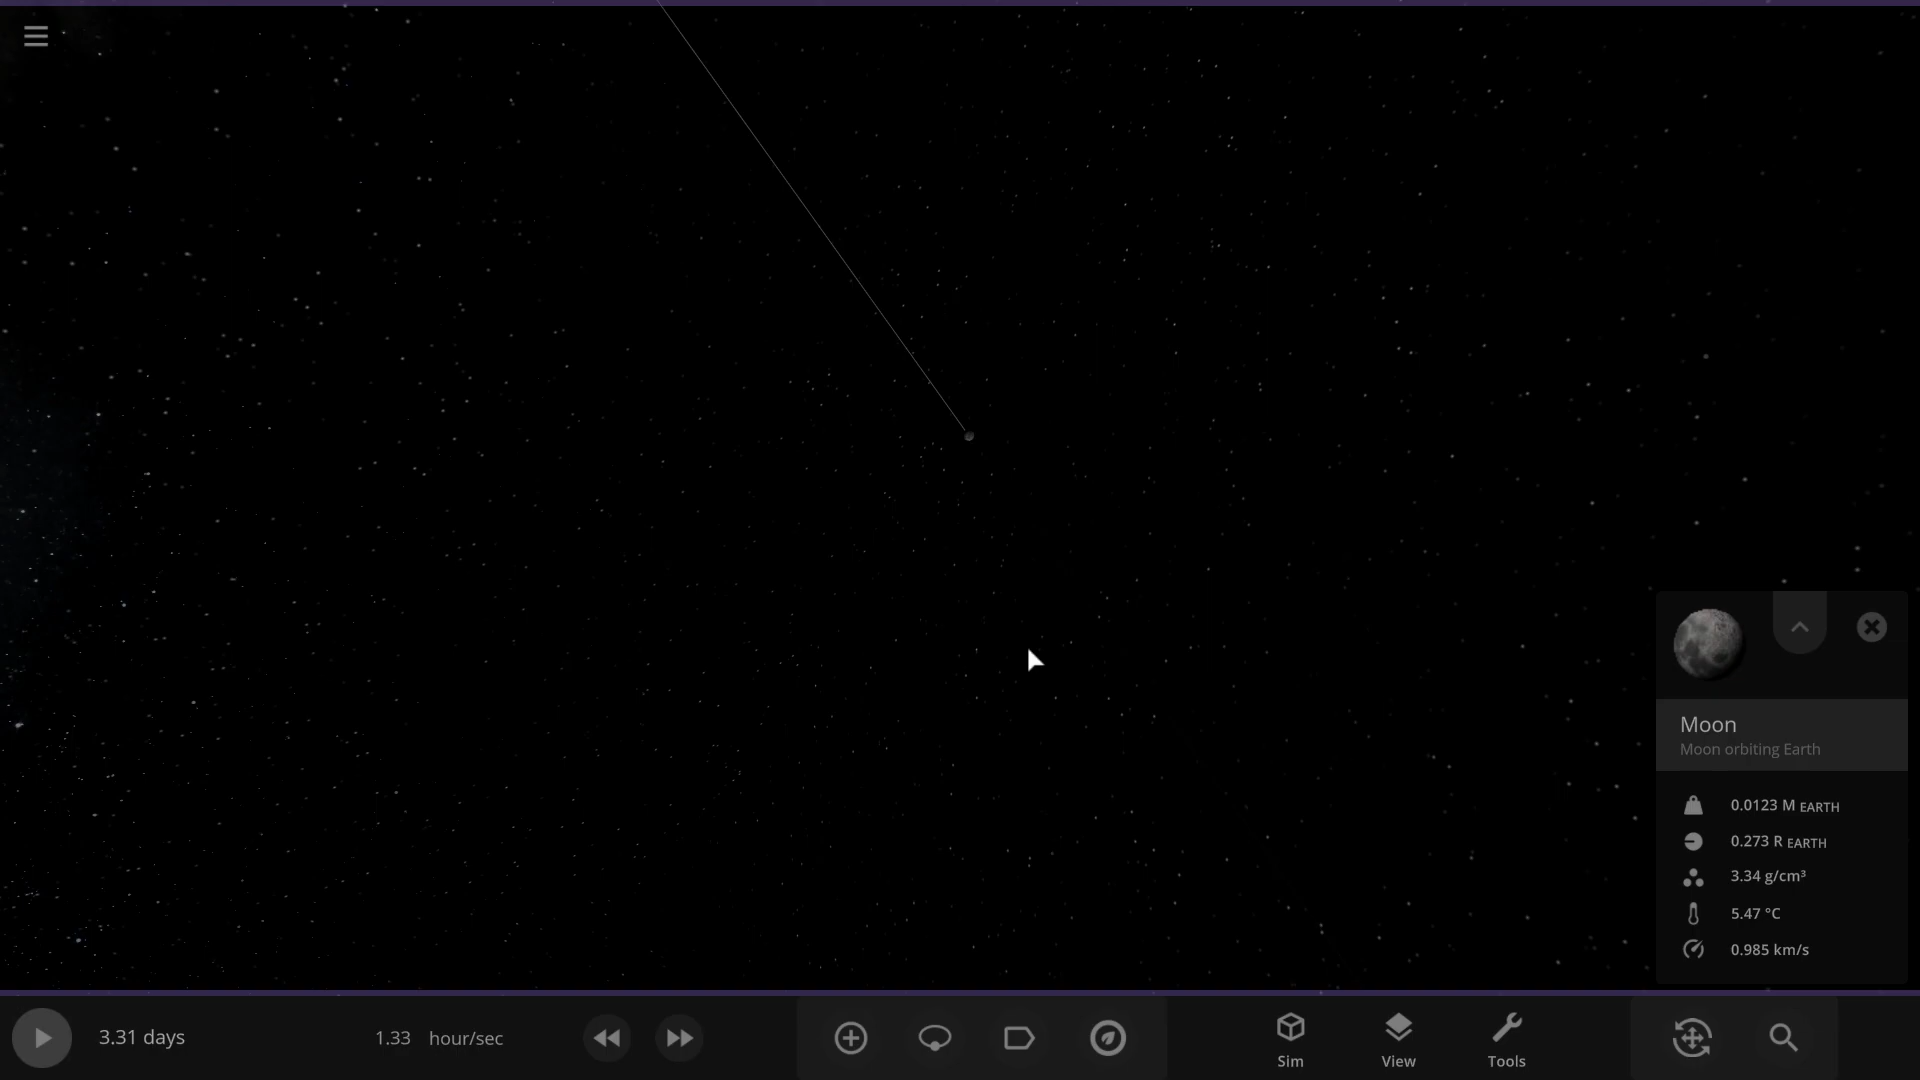 Moon
Moon orbiting Earth
0.0123 M EARTH
0.273 R EARTH
3.34 g/cm³
5.47 °C
0.985 km/s
3.31 days
1.33 hour/sec
Sim
View
Tools